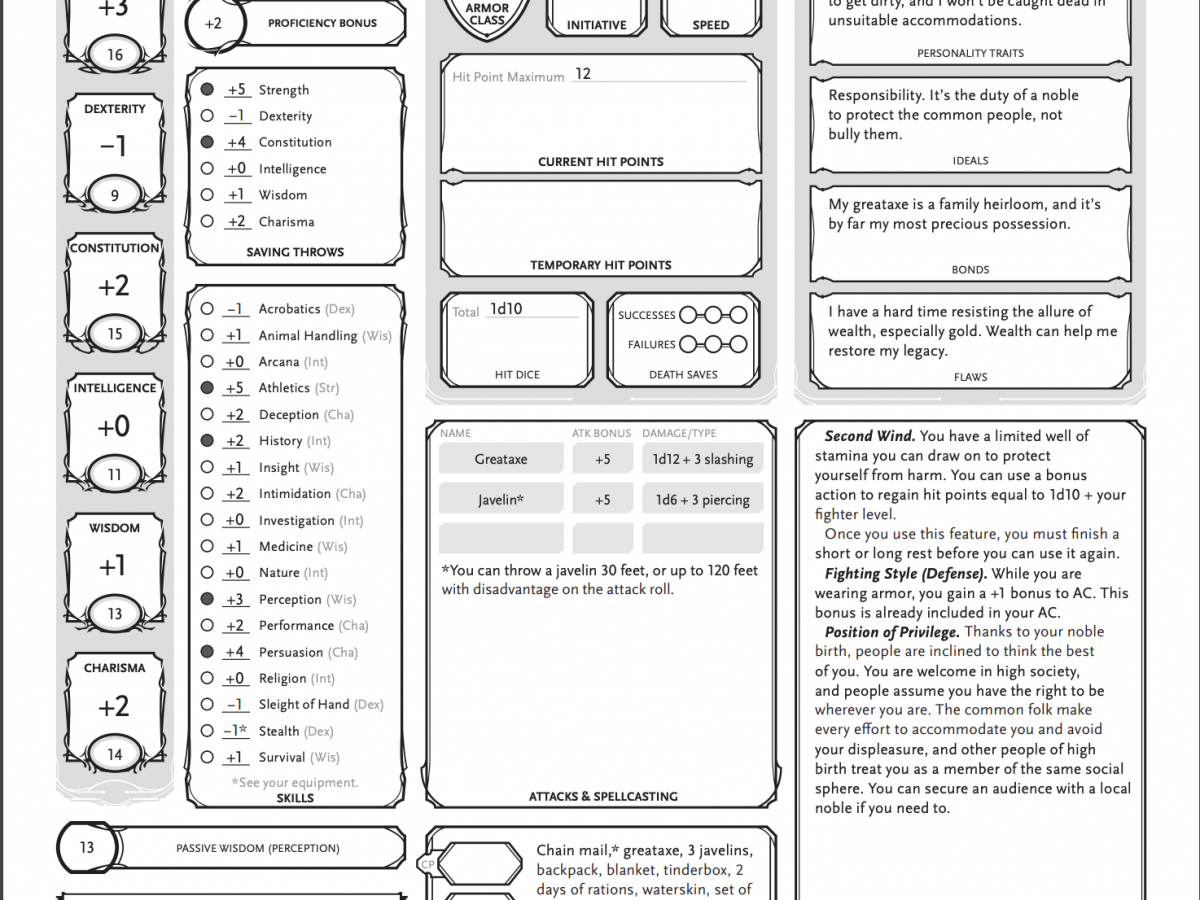 +3
16
DEXTERITY
−1
9
CONSTITUTION
+2
15
INTELLIGENCE
+0
11
WISDOM
+1
13
CHARISMA
+2
14
+2
PROFICIENCY BONUS
+5 Strength
−1 Dexterity
+4 Constitution
+0 Intelligence
+1 Wisdom
+2 Charisma
SAVING THROWS
−1 Acrobatics (Dex)
+1 Animal Handling (Wis)
+0 Arcana (Int)
+5 Athletics (Str)
+2 Deception (Cha)
+2 History (Int)
+1 Insight (Wis)
+2 Intimidation (Cha)
+0 Investigation (Int)
+1 Medicine (Wis)
+0 Nature (Int)
+3 Perception (Wis)
+2 Performance (Cha)
+4 Persuasion (Cha)
+0 Religion (Int)
−1 Sleight of Hand (Dex)
−1* Stealth (Dex)
+1 Survival (Wis)
*See your equipment.
SKILLS
13
PASSIVE WISDOM (PERCEPTION)
ARMOR
CLASS
INITIATIVE
SPEED
Hit Point Maximum 12
CURRENT HIT POINTS
TEMPORARY HIT POINTS
Total 1d10
HIT DICE
SUCCESSES
FAILURES
DEATH SAVES
NAME ATK BONUS DAMAGE/TYPE
Greataxe +5 1d12 + 3 slashing
Javelin* +5 1d6 + 3 piercing
*You can throw a javelin 30 feet, or up to 120 feet
with disadvantage on the attack roll.
ATTACKS & SPELLCASTING
CP
Chain mail,* greataxe, 3 javelins,
backpack, blanket, tinderbox, 2
days of rations, waterskin, set of
to get dirty, and I won't be caught dead in
unsuitable accommodations.
PERSONALITY TRAITS
Responsibility. It's the duty of a noble
to protect the common people, not
bully them.
IDEALS
My greataxe is a family heirloom, and it's
by far my most precious possession.
BONDS
I have a hard time resisting the allure of
wealth, especially gold. Wealth can help me
restore my legacy.
FLAWS
Second Wind. You have a limited well of
stamina you can draw on to protect
yourself from harm. You can use a bonus
action to regain hit points equal to 1d10 + your
fighter level.
Once you use this feature, you must finish a
short or long rest before you can use it again.
Fighting Style (Defense). While you are
wearing armor, you gain a +1 bonus to AC. This
bonus is already included in your AC.
Position of Privilege. Thanks to your noble
birth, people are inclined to think the best
of you. You are welcome in high society,
and people assume you have the right to be
wherever you are. The common folk make
every effort to accommodate you and avoid
your displeasure, and other people of high
birth treat you as a member of the same social
sphere. You can secure an audience with a local
noble if you need to.